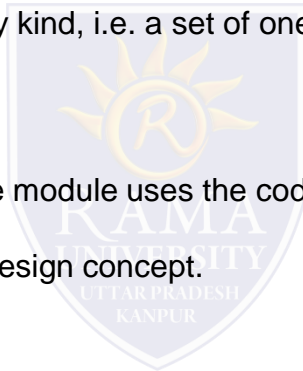 y kind, i.e. a set of one
e module uses the cod
esign concept.
R
RAMA
UNIVERSITY
UTTAR PRADESH
KANPUR